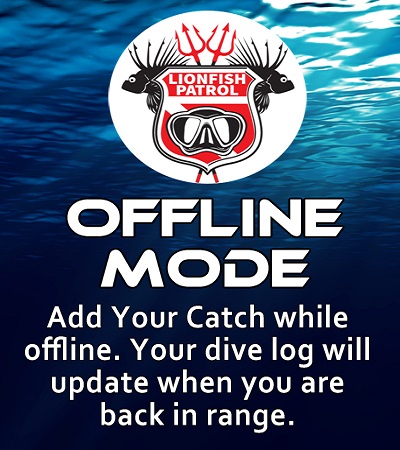 LIONFISH
PATROL
OFFLINE
MODE
Add Your Catch while
offline. Your dive log will
update when you are
back in range.